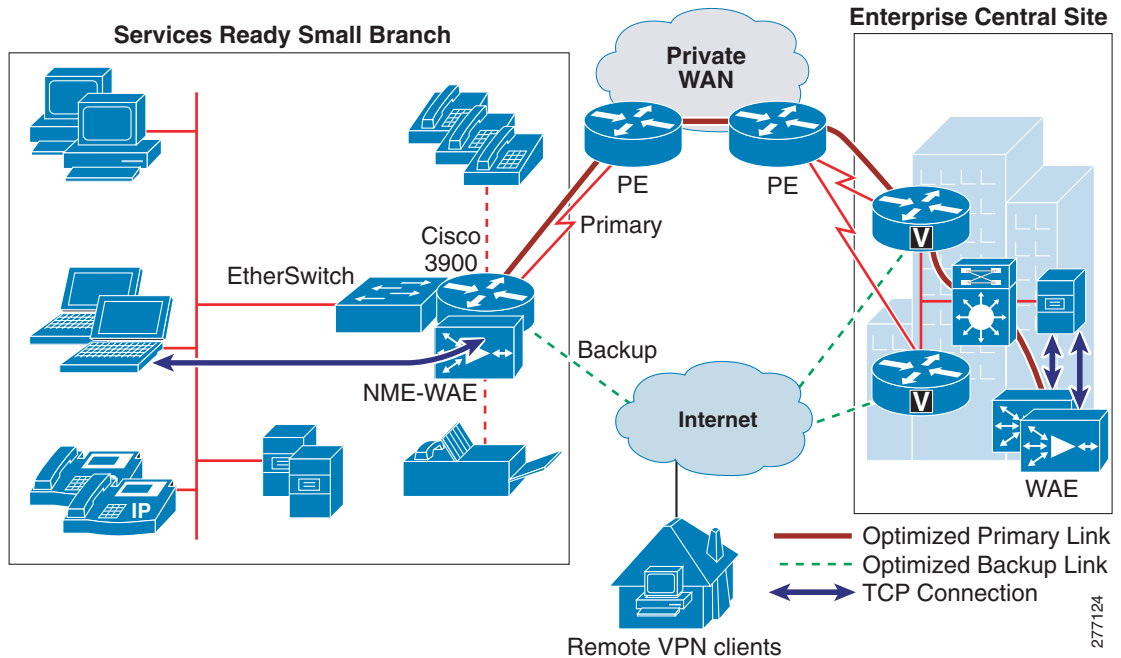 Services Ready Small Branch
Enterprise Central Site
Private
WAN
PE
PE
Primary
Cisco
3900
EtherSwitch
V
Backup
NME-WAE
Internet
V
IP
WAE
Optimized Primary Link
Optimized Backup Link
TCP Connection
Remote VPN clients
277124